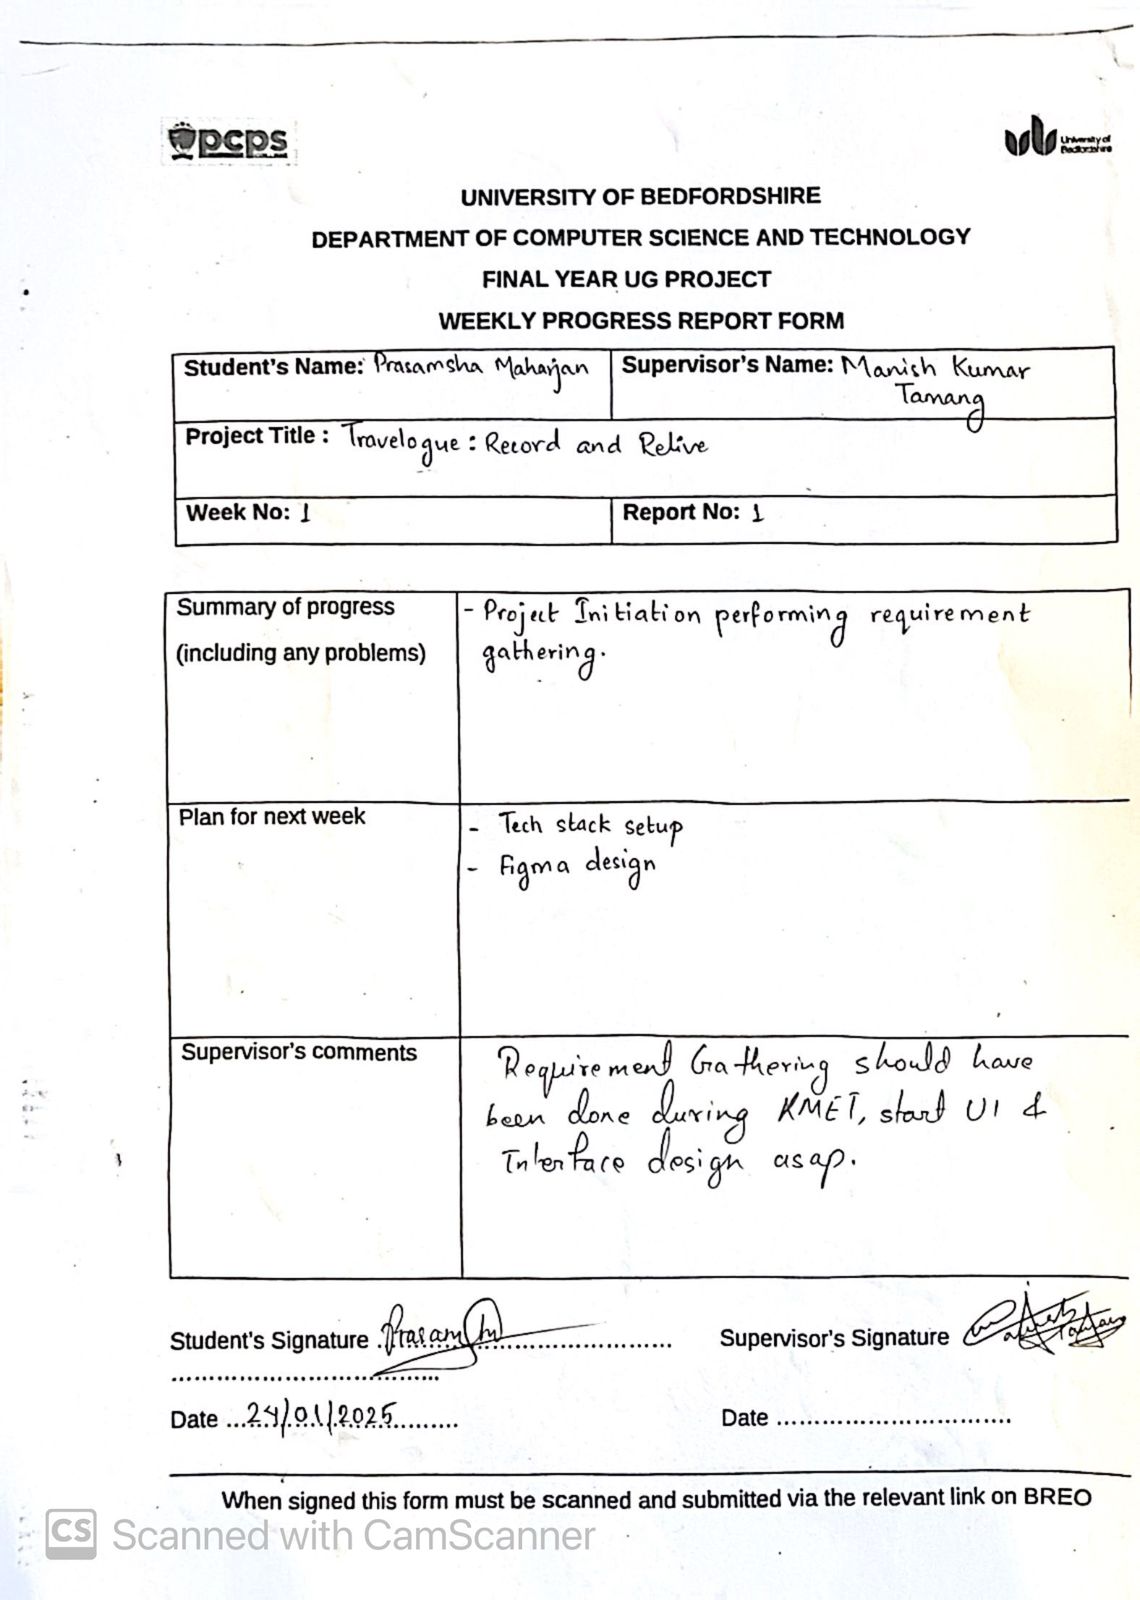 pcps
University of
Bedfordshire
UNIVERSITY OF BEDFORDSHIRE
DEPARTMENT OF COMPUTER SCIENCE AND TECHNOLOGY
FINAL YEAR UG PROJECT
WEEKLY PROGRESS REPORT FORM
Student's Name: Prasamsha Maharjan
Supervisor's Name: Manish Kumar
Tamang
Project Title : Travelogue : Record and Relive
Week No: 1
Report No: 1
Summary of progress
(including any problems)
- Project Initiation performing requirement
gathering.
Plan for next week
- Tech stack setup
- Figma design
Supervisor's comments
Requirement Gathering should have
been done during KMET, start UI &
Interface design asap.
Student's Signature
Supervisor's Signature
Date ...24/01/2025.........
Date ................................
When signed this form must be scanned and submitted via the relevant link on BREO
CS Scanned with CamScanner